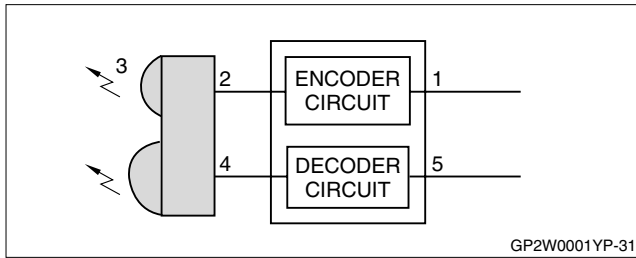 3
2
ENCODER
CIRCUIT
1
4
DECODER
CIRCUIT
5
GP2W0001YP-31